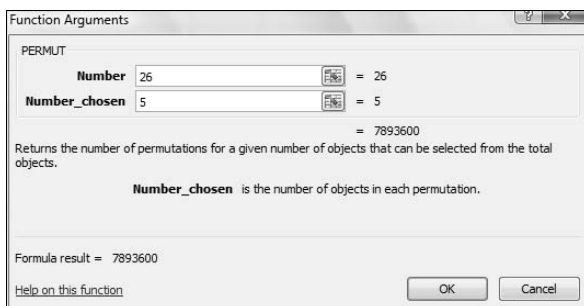 Function Arguments
PERMUT
Number 26 = 26
Number_chosen 5 = 5
= 7893600
Returns the number of permutations for a given number of objects that can be selected from the total
objects.
Number_chosen is the number of objects in each permutation.
Formula result = 7893600
Help on this function OK Cancel